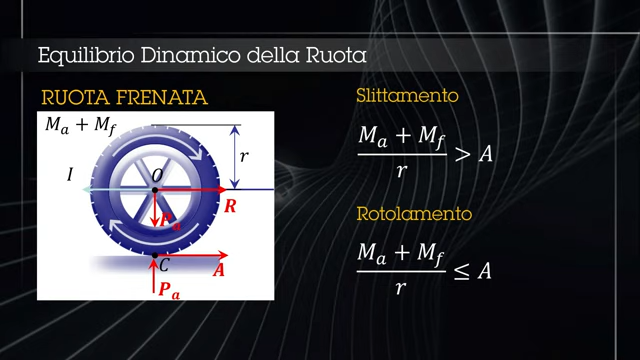 Equilibrio Dinamico della Ruota
RUOTA FRENATA
M_a + M_f
r
I
O
R
P_a
C
A
P_a
Slittamento
(M_a + M_f)/r > A
Rotolamento
(M_a + M_f)/r ≤ A